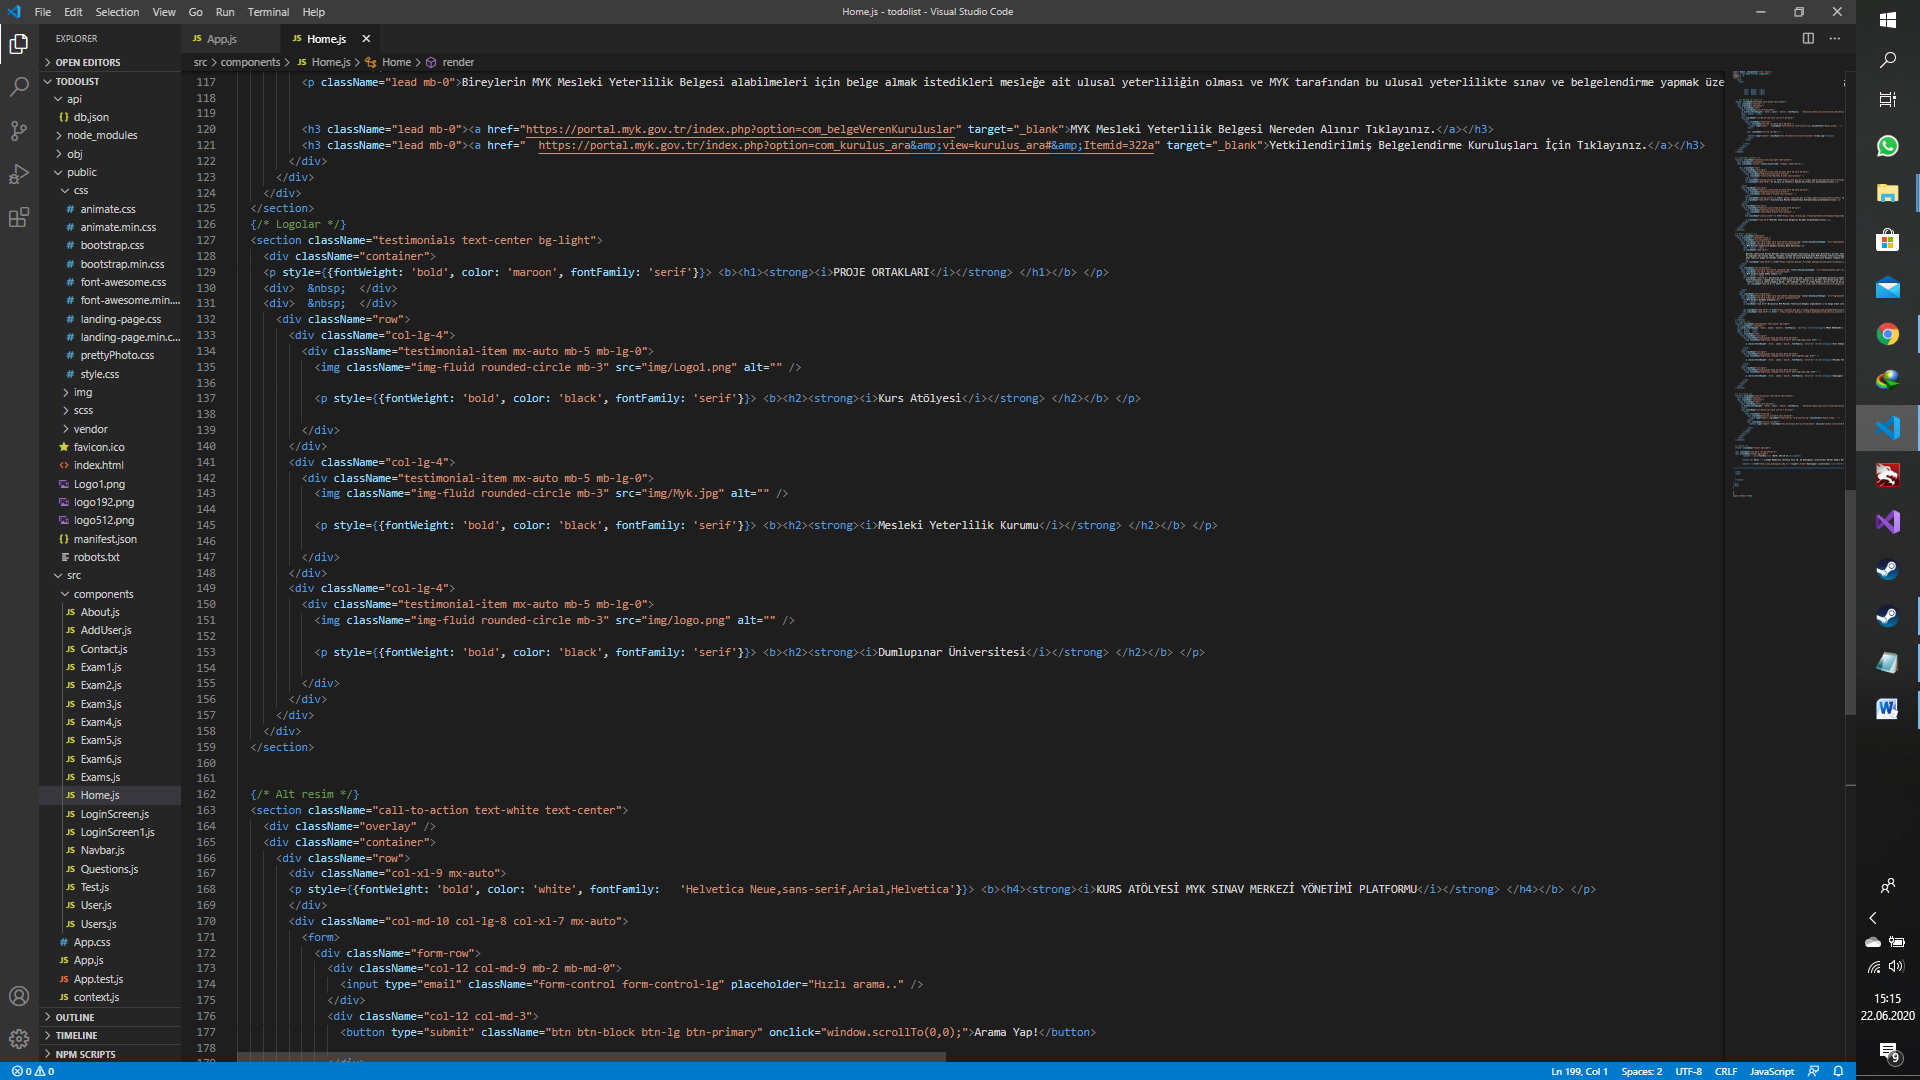 File Edit Selection View Go Run Terminal Help
Home.js - todolist - Visual Studio Code
EXPLORER
OPEN EDITORS
TODOLIST
api
db.json
node_modules
obj
public
css
animate.css
animate.min.css
bootstrap.css
bootstrap.min.css
font-awesome.css
font-awesome.min....
landing-page.css
landing-page.min.c...
prettyPhoto.css
style.css
img
scss
vendor
favicon.ico
index.html
Logo1.png
logo192.png
logo512.png
manifest.json
robots.txt
src
components
About.js
AddUser.js
Contact.js
Exam1.js
Exam2.js
Exam3.js
Exam4.js
Exam5.js
Exam6.js
Exams.js
Home.js
LoginScreen.js
LoginScreen1.js
Navbar.js
Questions.js
Test.js
User.js
Users.js
App.css
App.js
App.test.js
context.js
OUTLINE
TIMELINE
NPM SCRIPTS
App.js Home.js
src > components > JS Home.js > Home > render
117 <p className="lead mb-0">Bireylerin MYK Mesleki Yeterlilik Belgesi alabilmeleri için belge almak istedikleri mesleğe ait ulusal yeterliliğin olması ve MYK tarafından bu ulusal yeterlilikte sınav ve belgelendirme yapmak üze
118
119
120 <h3 className="lead mb-0"><a href="https://portal.myk.gov.tr/index.php?option=com_belgeVerenKuruluslar" target="_blank">MYK Mesleki Yeterlilik Belgesi Nereden Alınır Tıklayınız.</a></h3>
121 <h3 className="lead mb-0"><a href="  https://portal.myk.gov.tr/index.php?option=com_kurulus_ara&amp;view=kurulus_ara#&amp;Itemid=322a" target="_blank">Yetkilendirilmiş Belgelendirme Kuruluşları İçin Tıklayınız.</a></h3>
122 </div>
123 </div>
124 </div>
125 </section>
126 {/* Logolar */}
127 <section className="testimonials text-center bg-light">
128 <div className="container">
129 <p style={{fontWeight: 'bold', color: 'maroon', fontFamily: 'serif'}}> <b><h1><strong><i>PROJE ORTAKLARI</i></strong> </h1></b> </p>
130 <div>  &nbsp;  </div>
131 <div>  &nbsp;  </div>
132 <div className="row">
133 <div className="col-lg-4">
134 <div className="testimonial-item mx-auto mb-5 mb-lg-0">
135 <img className="img-fluid rounded-circle mb-3" src="img/Logo1.png" alt="" />
136
137 <p style={{fontWeight: 'bold', color: 'black', fontFamily: 'serif'}}> <b><h2><strong><i>Kurs Atölyesi</i></strong> </h2></b> </p>
138
139 </div>
140 </div>
141 <div className="col-lg-4">
142 <div className="testimonial-item mx-auto mb-5 mb-lg-0">
143 <img className="img-fluid rounded-circle mb-3" src="img/Myk.jpg" alt="" />
144
145 <p style={{fontWeight: 'bold', color: 'black', fontFamily: 'serif'}}> <b><h2><strong><i>Mesleki Yeterlilik Kurumu</i></strong> </h2></b> </p>
146
147 </div>
148 </div>
149 <div className="col-lg-4">
150 <div className="testimonial-item mx-auto mb-5 mb-lg-0">
151 <img className="img-fluid rounded-circle mb-3" src="img/logo.png" alt="" />
152
153 <p style={{fontWeight: 'bold', color: 'black', fontFamily: 'serif'}}> <b><h2><strong><i>Dumlupınar Üniversitesi</i></strong> </h2></b> </p>
154
155 </div>
156 </div>
157 </div>
158 </div>
159 </section>
160
161
162 {/* Alt resim */}
163 <section className="call-to-action text-white text-center">
164 <div className="overlay" />
165 <div className="container">
166 <div className="row">
167 <div className="col-xl-9 mx-auto">
168 <p style={{fontWeight: 'bold', color: 'white', fontFamily:   'Helvetica Neue,sans-serif,Arial,Helvetica'}}> <b><h4><strong><i>KURS ATÖLYESİ MYK SINAV MERKEZİ YÖNETİMİ PLATFORMU</i></strong> </h4></b> </p>
169 </div>
170 <div className="col-md-10 col-lg-8 col-xl-7 mx-auto">
171 <form>
172 <div className="form-row">
173 <div className="col-12 col-md-9 mb-2 mb-md-0">
174 <input type="email" className="form-control form-control-lg" placeholder="Hızlı arama.." />
175 </div>
176 <div className="col-12 col-md-3">
177 <button type="submit" className="btn btn-block btn-lg btn-primary" onclick="window.scrollTo(0,0);">Arama Yap!</button>
178
0 0
Ln 199, Col 1 Spaces: 2 UTF-8 CRLF JavaScript
15:15
22.06.2020
9